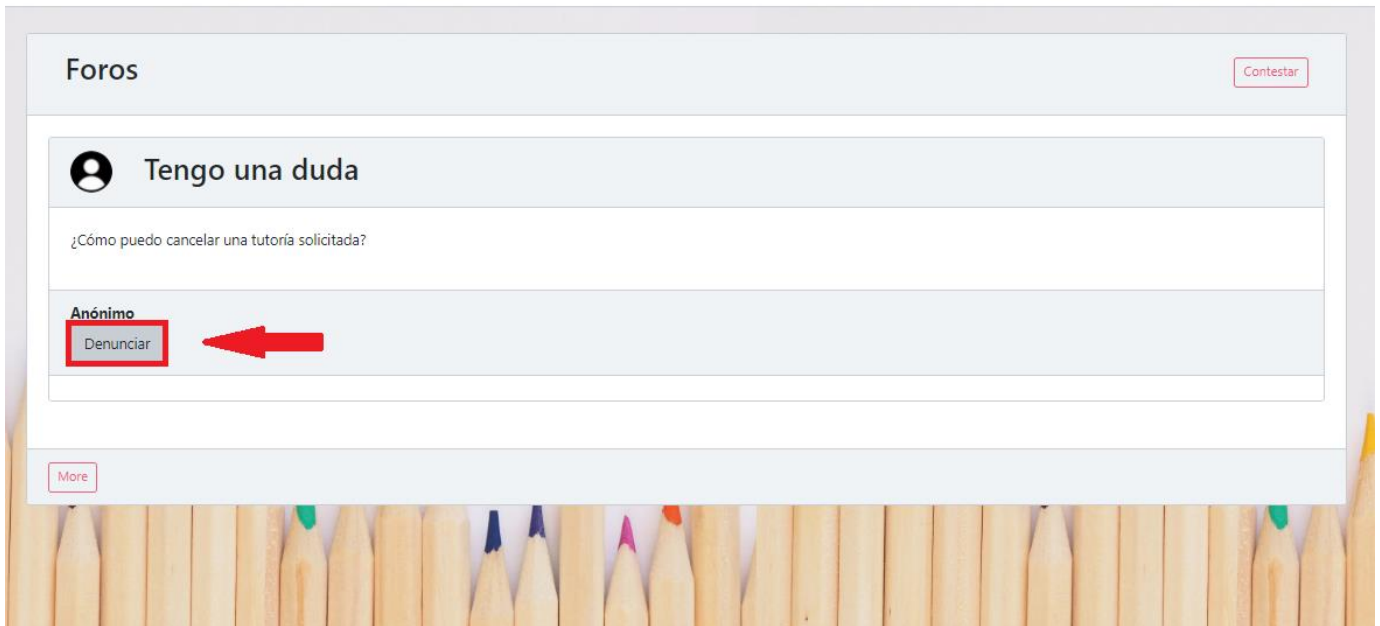 Foros
Contestar
Tengo una duda
¿Cómo puedo cancelar una tutoría solicitada?
Anónimo
Denunciar
More